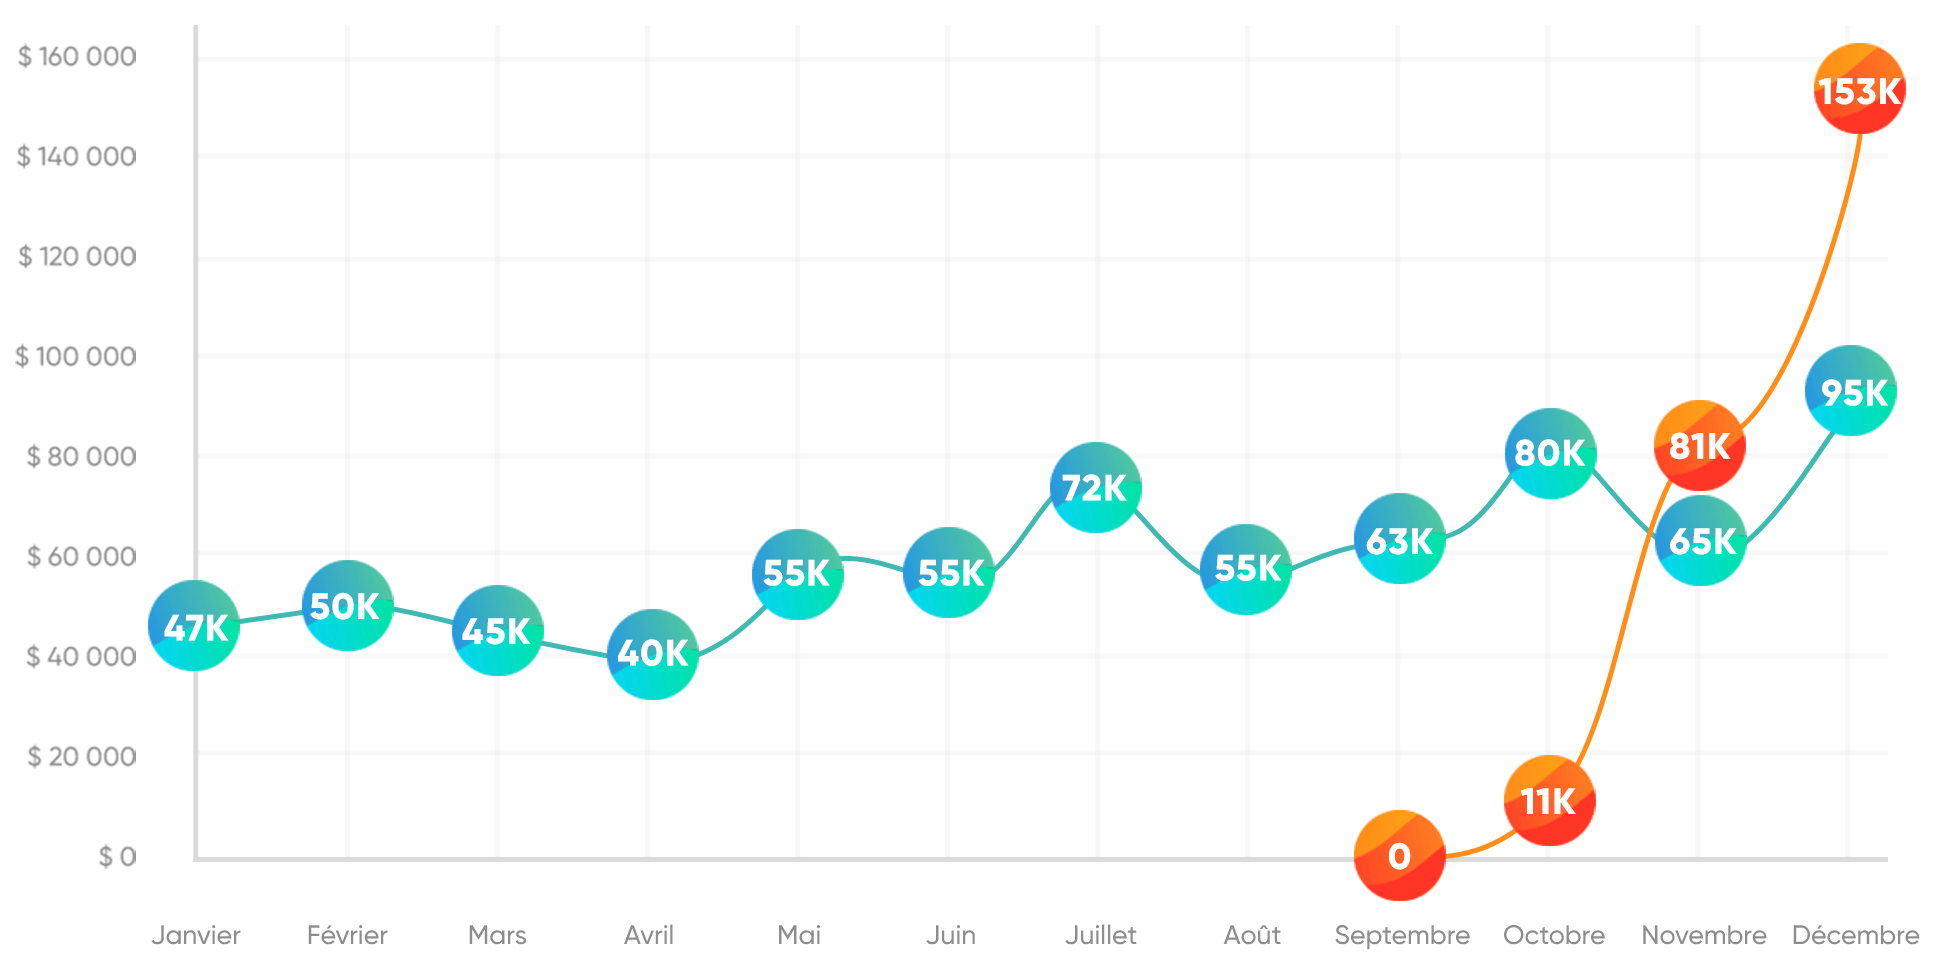 $ 160 000
$ 140 000
$ 120 000
$ 100 000
$ 80 000
$ 60 000
$ 40 000
$ 20 000
$ 0
47K
50K
45K
40K
55K
55K
72K
55K
63K
80K
65K
95K
0
11K
81K
153K
Janvier Février Mars Avril Mai Juin Juillet Août Septembre Octobre Novembre Décembre